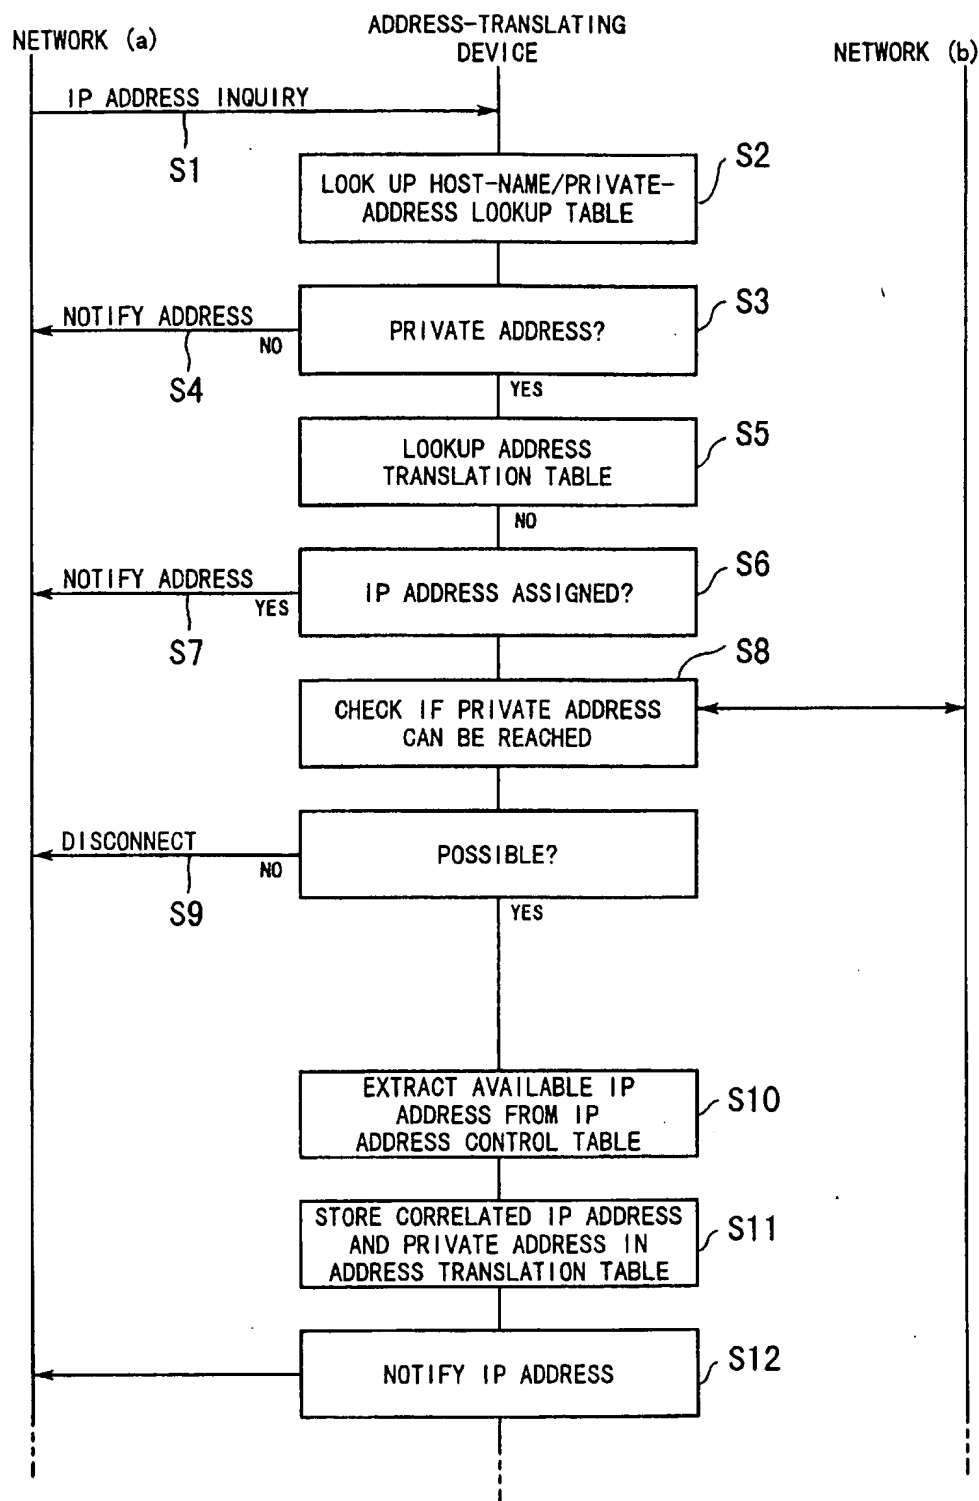 NETWORK (a)
ADDRESS-TRANSLATING
DEVICE
NETWORK (b)
IP ADDRESS INQUIRY
S1
S2
LOOK UP HOST-NAME/PRIVATE-
ADDRESS LOOKUP TABLE
S3
NOTIFY ADDRESS
NO
PRIVATE ADDRESS?
S4
YES
S5
LOOKUP ADDRESS
TRANSLATION TABLE
NO
S6
NOTIFY ADDRESS
YES
IP ADDRESS ASSIGNED?
S7
S8
CHECK IF PRIVATE ADDRESS
CAN BE REACHED
DISCONNECT
NO
POSSIBLE?
S9
YES
EXTRACT AVAILABLE IP
ADDRESS FROM IP
ADDRESS CONTROL TABLE
S10
STORE CORRELATED IP ADDRESS
AND PRIVATE ADDRESS IN
ADDRESS TRANSLATION TABLE
S11
NOTIFY IP ADDRESS
S12